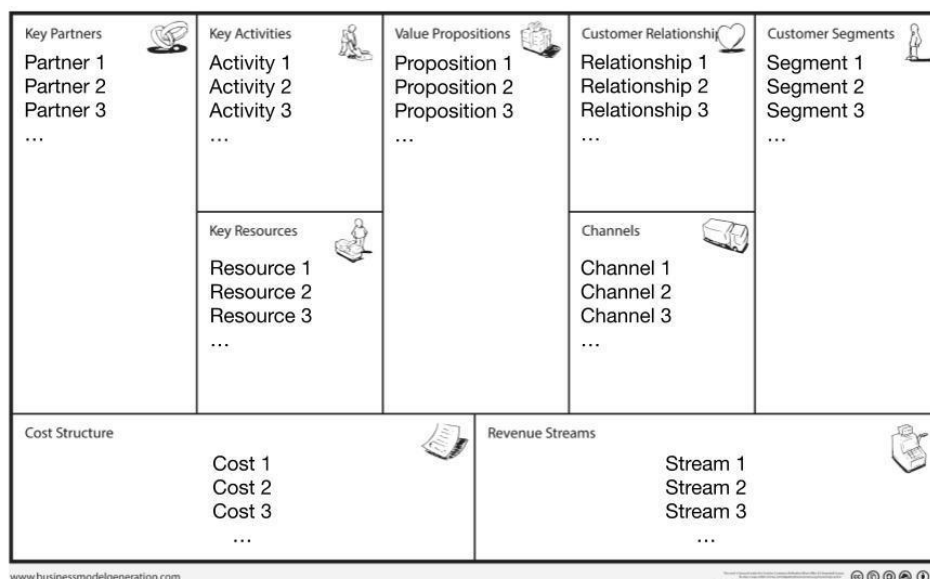 Key Partners
Partner 1
Partner 2
Partner 3
...
Key Activities
Activity 1
Activity 2
Activity 3
...
Key Resources
Resource 1
Resource 2
Resource 3
...
Value Propositions
Proposition 1
Proposition 2
Proposition 3
...
Customer Relationship
Relationship 1
Relationship 2
Relationship 3
...
Channels
Channel 1
Channel 2
Channel 3
...
Customer Segments
Segment 1
Segment 2
Segment 3
...
Cost Structure
Cost 1
Cost 2
Cost 3
...
Revenue Streams
Stream 1
Stream 2
Stream 3
...
www.businessmodelgeneration.com